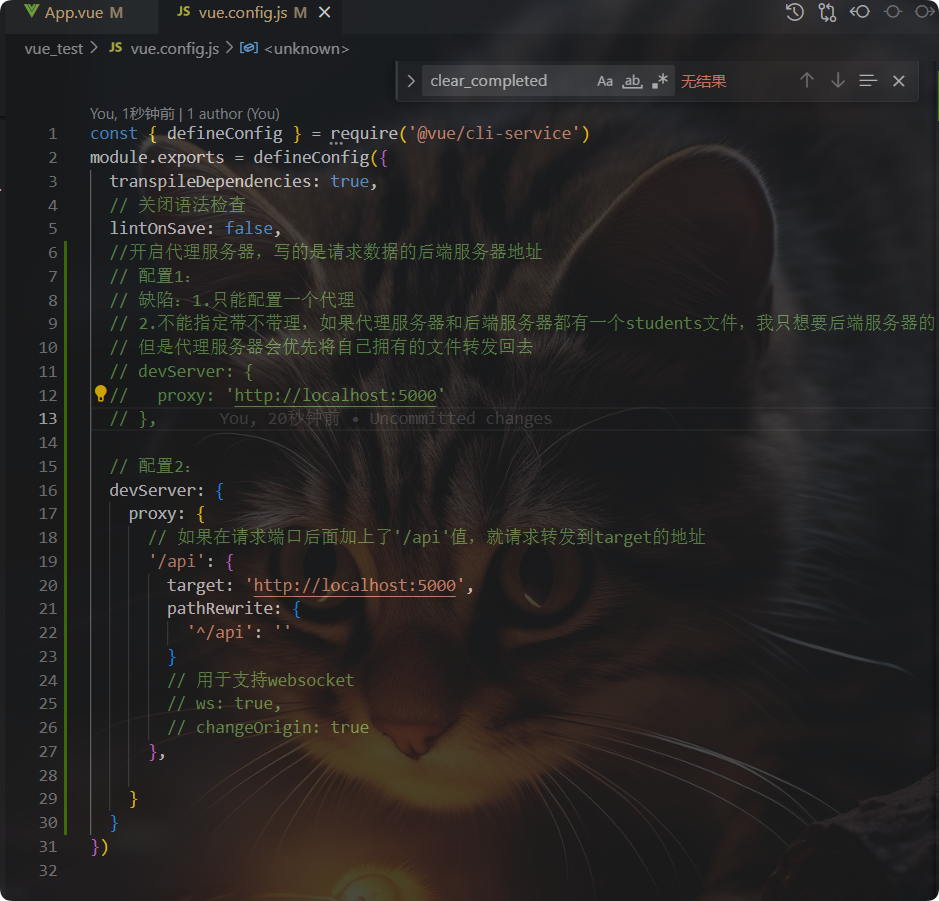 App.vue M
JS vue.config.js M
vue_test > JS vue.config.js > <unknown>
clear_completed Aa ab 无结果
You, 1秒钟前 | 1 author (You)
1 const { defineConfig } = require('@vue/cli-service')
2 module.exports = defineConfig({
3 transpileDependencies: true,
4 // 关闭语法检查
5 lintOnSave: false,
6 //开启代理服务器，写的是请求数据的后端服务器地址
7 // 配置1：
8 // 缺陷：1.只能配置一个代理
9 // 2.不能指定带不带理，如果代理服务器和后端服务器都有一个students文件，我只想要后端服务器的
10 // 但是代理服务器会优先将自己拥有的文件转发回去
11 // devServer: {
12 //   proxy: 'http://localhost:5000'
13 // }, You, 20秒钟前 • Uncommitted changes
14
15 // 配置2：
16 devServer: {
17 proxy: {
18 // 如果在请求端口后面加上了'/api'值，就请求转发到target的地址
19 '/api': {
20 target: 'http://localhost:5000',
21 pathRewrite: {
22 '^/api': ''
23 }
24 // 用于支持websocket
25 // ws: true,
26 // changeOrigin: true
27 },
28
29 }
30 }
31 })
32